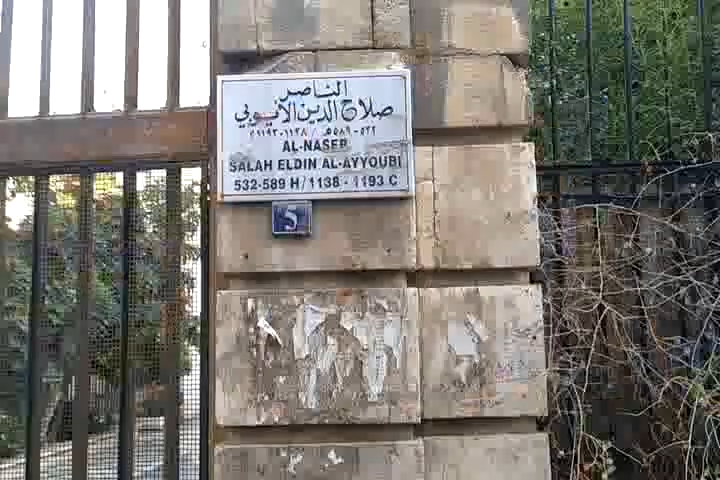 الناصر
صلاح الدين الأيوبي
٥٣٢-٥٨٩هـ / ١١٣٨-١١٩٣م
AL-NASER
SALAH ELDIN AL-AYYOUBI
532-589 H/1138 - 1193 C
5